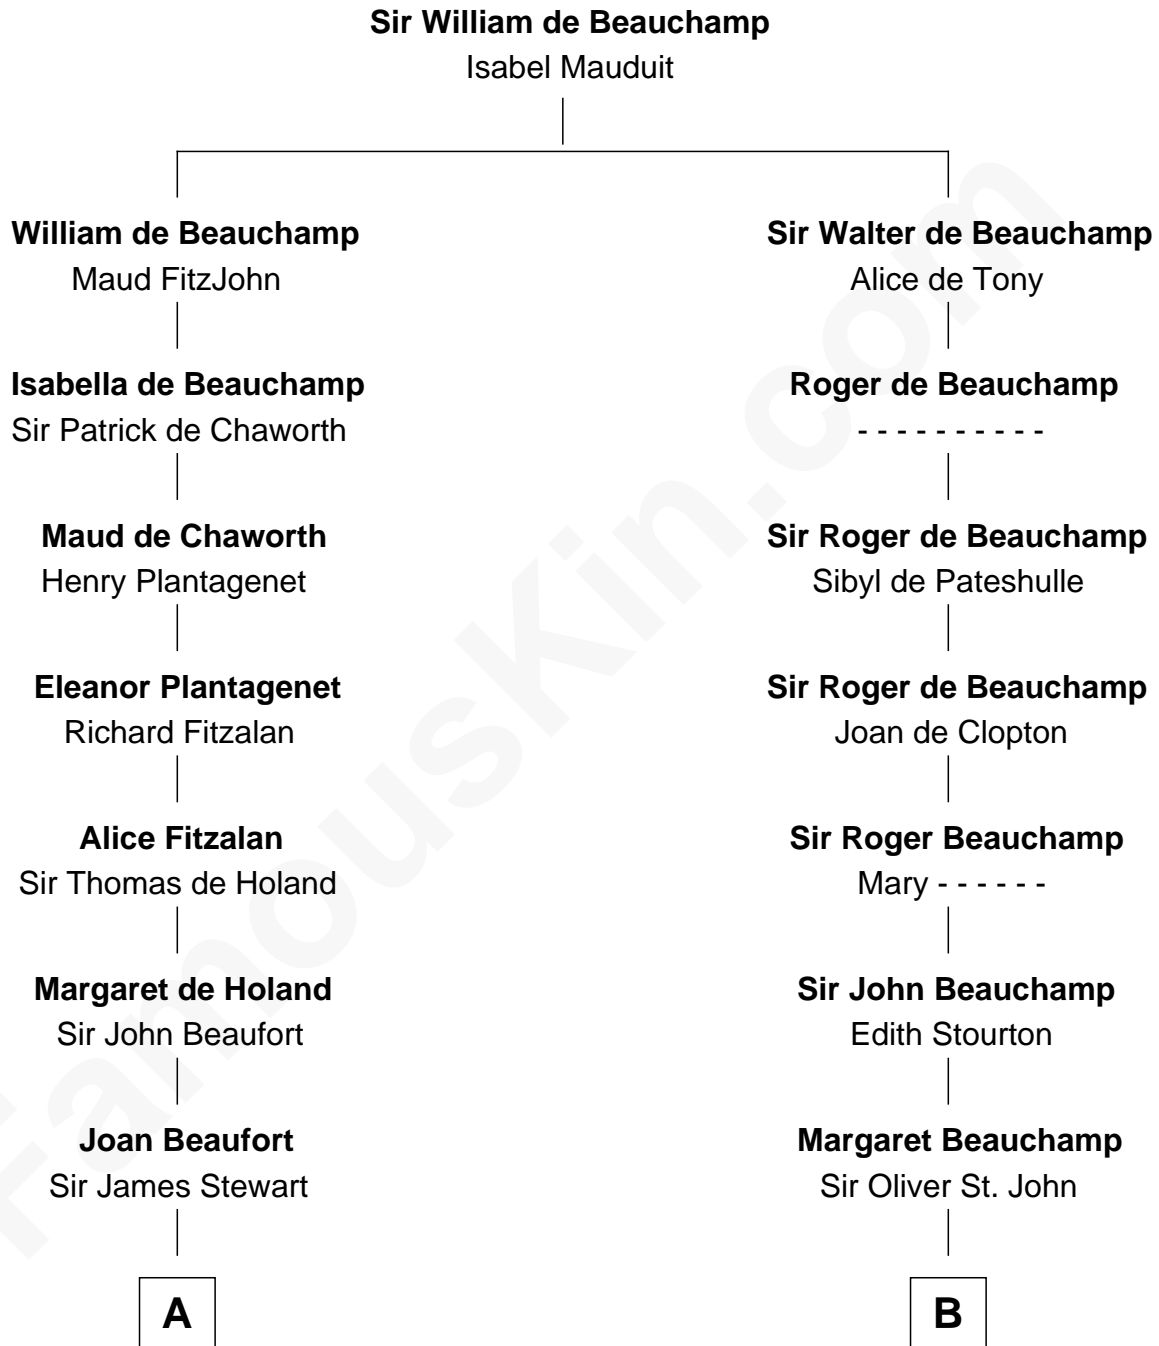 Sir William de Beauchamp
Isabel Mauduit
William de Beauchamp
Maud FitzJohn
Sir Walter de Beauchamp
Alice de Tony
Isabella de Beauchamp
Sir Patrick de Chaworth
Roger de Beauchamp
- - - - - - - - - -
Maud de Chaworth
Henry Plantagenet
Sir Roger de Beauchamp
Sibyl de Pateshulle
Eleanor Plantagenet
Richard Fitzalan
Sir Roger de Beauchamp
Joan de Clopton
Alice Fitzalan
Sir Thomas de Holand
Sir Roger Beauchamp
Mary - - - - - -
Margaret de Holand
Sir John Beaufort
Sir John Beauchamp
Edith Stourton
Joan Beaufort
Sir James Stewart
Margaret Beauchamp
Sir Oliver St. John
A
B
FamousKin.com